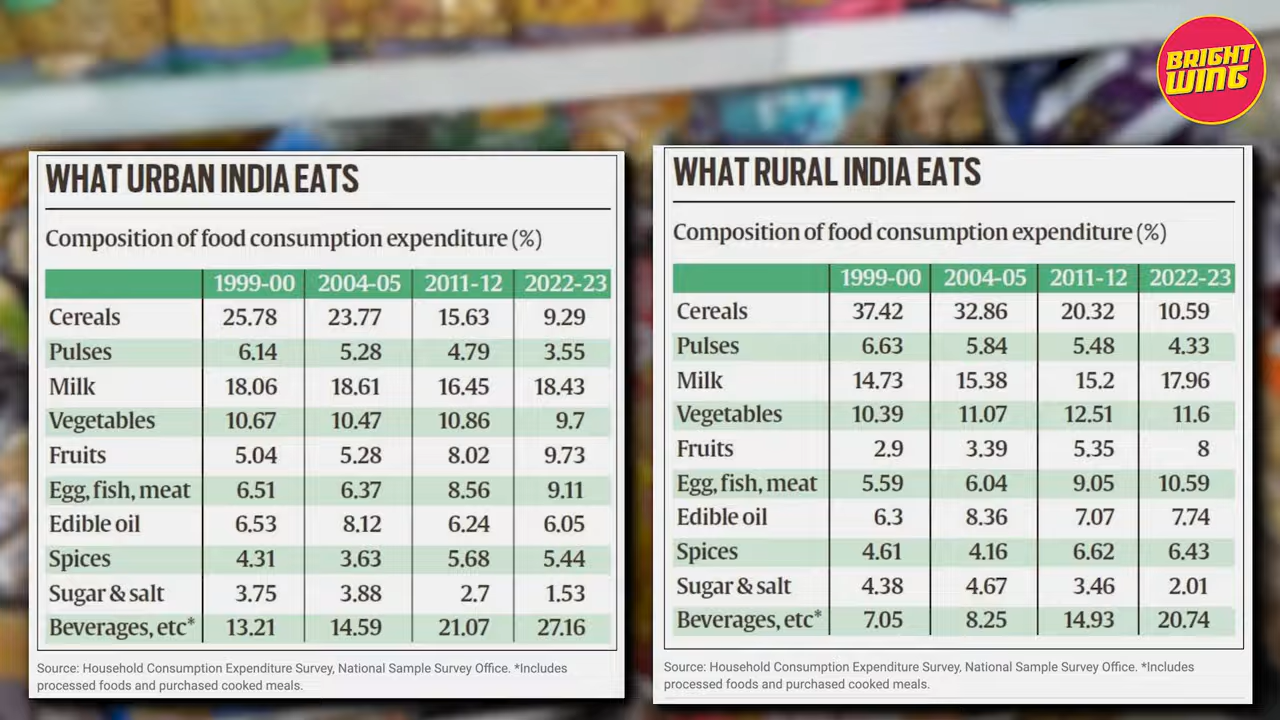 BRIGHT
WING
WHAT URBAN INDIA EATS
Composition of food consumption expenditure (%)
1999-00 2004-05 2011-12 2022-23
Cereals 25.78 23.77 15.63 9.29
Pulses 6.14 5.28 4.79 3.55
Milk 18.06 18.61 16.45 18.43
Vegetables 10.67 10.47 10.86 9.7
Fruits 5.04 5.28 8.02 9.73
Egg, fish, meat 6.51 6.37 8.56 9.11
Edible oil 6.53 8.12 6.24 6.05
Spices 4.31 3.63 5.68 5.44
Sugar & salt 3.75 3.88 2.7 1.53
Beverages, etc* 13.21 14.59 21.07 27.16
Source: Household Consumption Expenditure Survey, National Sample Survey Office. *Includes
processed foods and purchased cooked meals.
WHAT RURAL INDIA EATS
Composition of food consumption expenditure (%)
1999-00 2004-05 2011-12 2022-23
Cereals 37.42 32.86 20.32 10.59
Pulses 6.63 5.84 5.48 4.33
Milk 14.73 15.38 15.2 17.96
Vegetables 10.39 11.07 12.51 11.6
Fruits 2.9 3.39 5.35 8
Egg, fish, meat 5.59 6.04 9.05 10.59
Edible oil 6.3 8.36 7.07 7.74
Spices 4.61 4.16 6.62 6.43
Sugar & salt 4.38 4.67 3.46 2.01
Beverages, etc* 7.05 8.25 14.93 20.74
Source: Household Consumption Expenditure Survey, National Sample Survey Office. *Includes
processed foods and purchased cooked meals.